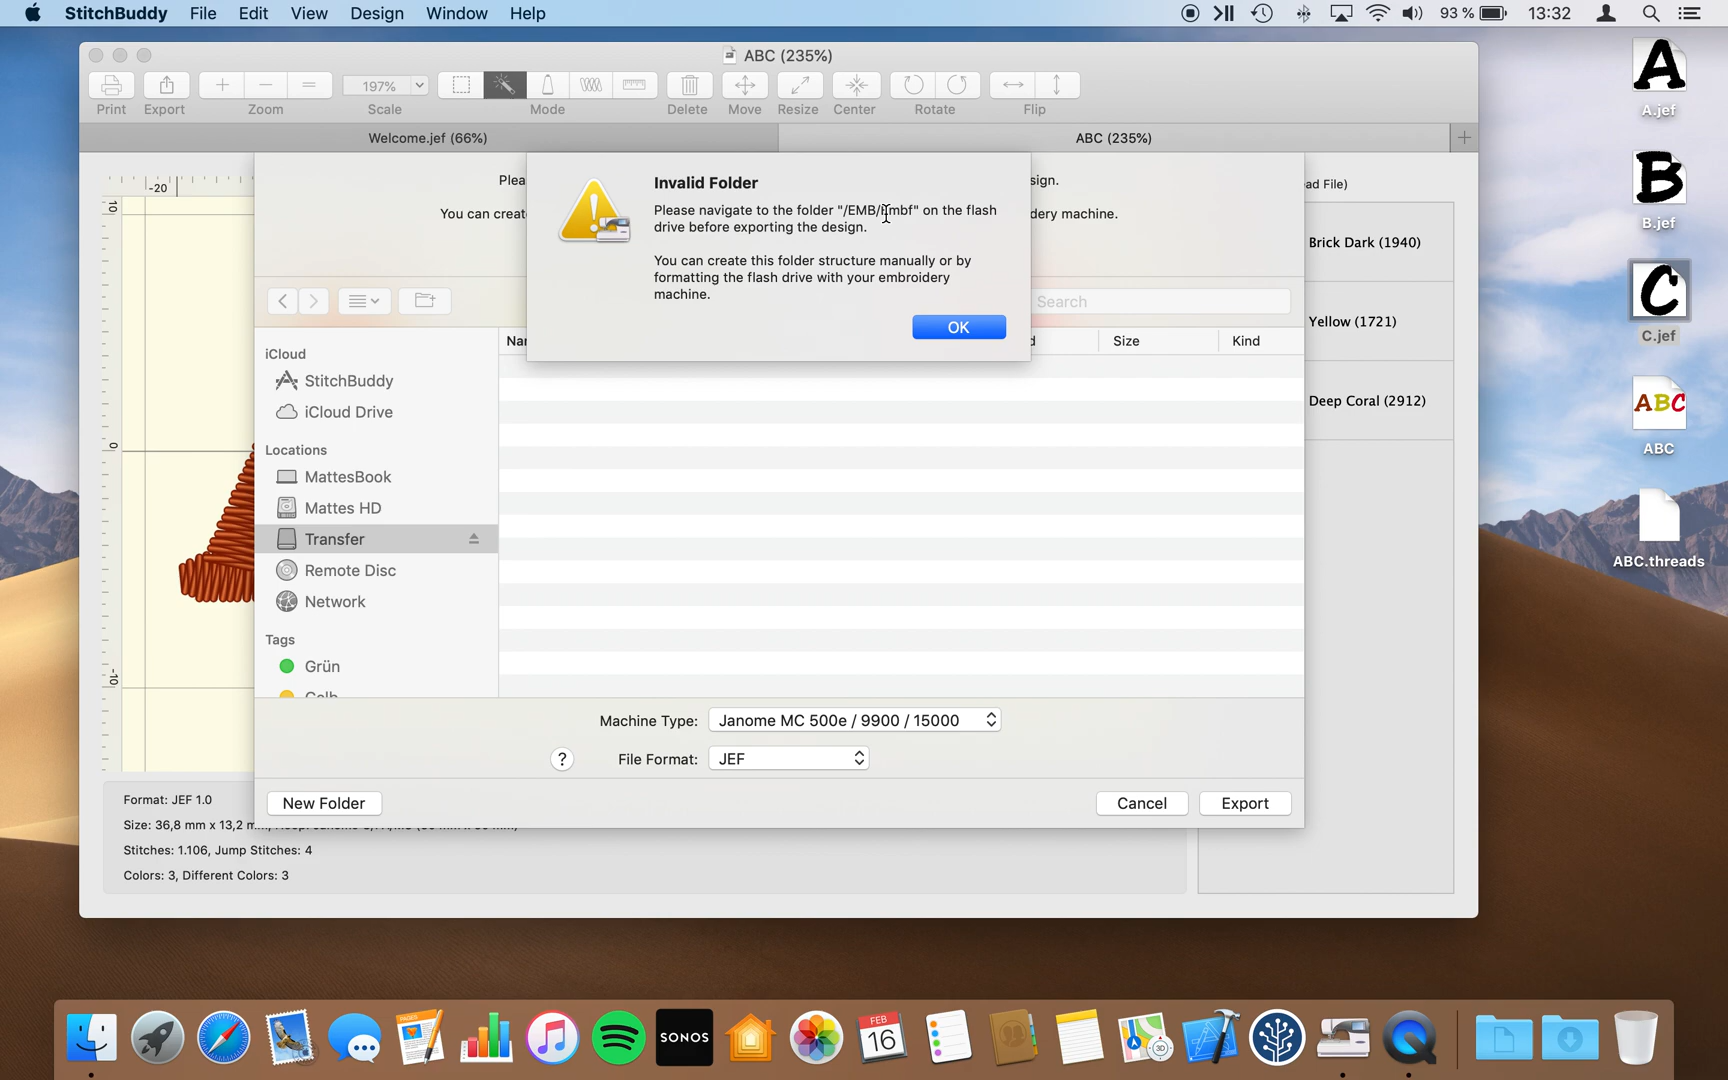 StitchBuddy File Edit View Design Window Help 93 % 13:32
ABC (235%)
197%
Print Export Zoom Scale Mode Delete Move Resize Center Rotate Flip
Welcome.jef (66%) ABC (235%)
-20
10
0
-10
Plea
sign.
You can creat
dery machine.
ad File)
Invalid Folder
Please navigate to the folder "/EMB/Embf" on the flash
drive before exporting the design.
You can create this folder structure manually or by
formatting the flash drive with your embroidery
machine.
OK
Search
Nar
d
Size
Kind
iCloud
StitchBuddy
iCloud Drive
Locations
MattesBook
Mattes HD
Transfer
Remote Disc
Network
Tags
Grün
Gelb
Brick Dark (1940)
Yellow (1721)
Deep Coral (2912)
Machine Type: Janome MC 500e / 9900 / 15000
? File Format: JEF
New Folder Cancel Export
Format: JEF 1.0
Size: 36,8 mm x 13,2 m
Stitches: 1.106, Jump Stitches: 4
Colors: 3, Different Colors: 3
A
A.jef
B
B.jef
C
C.jef
ABC
ABC
ABC.threads
PAGES
SONOS
FEB
16
3D